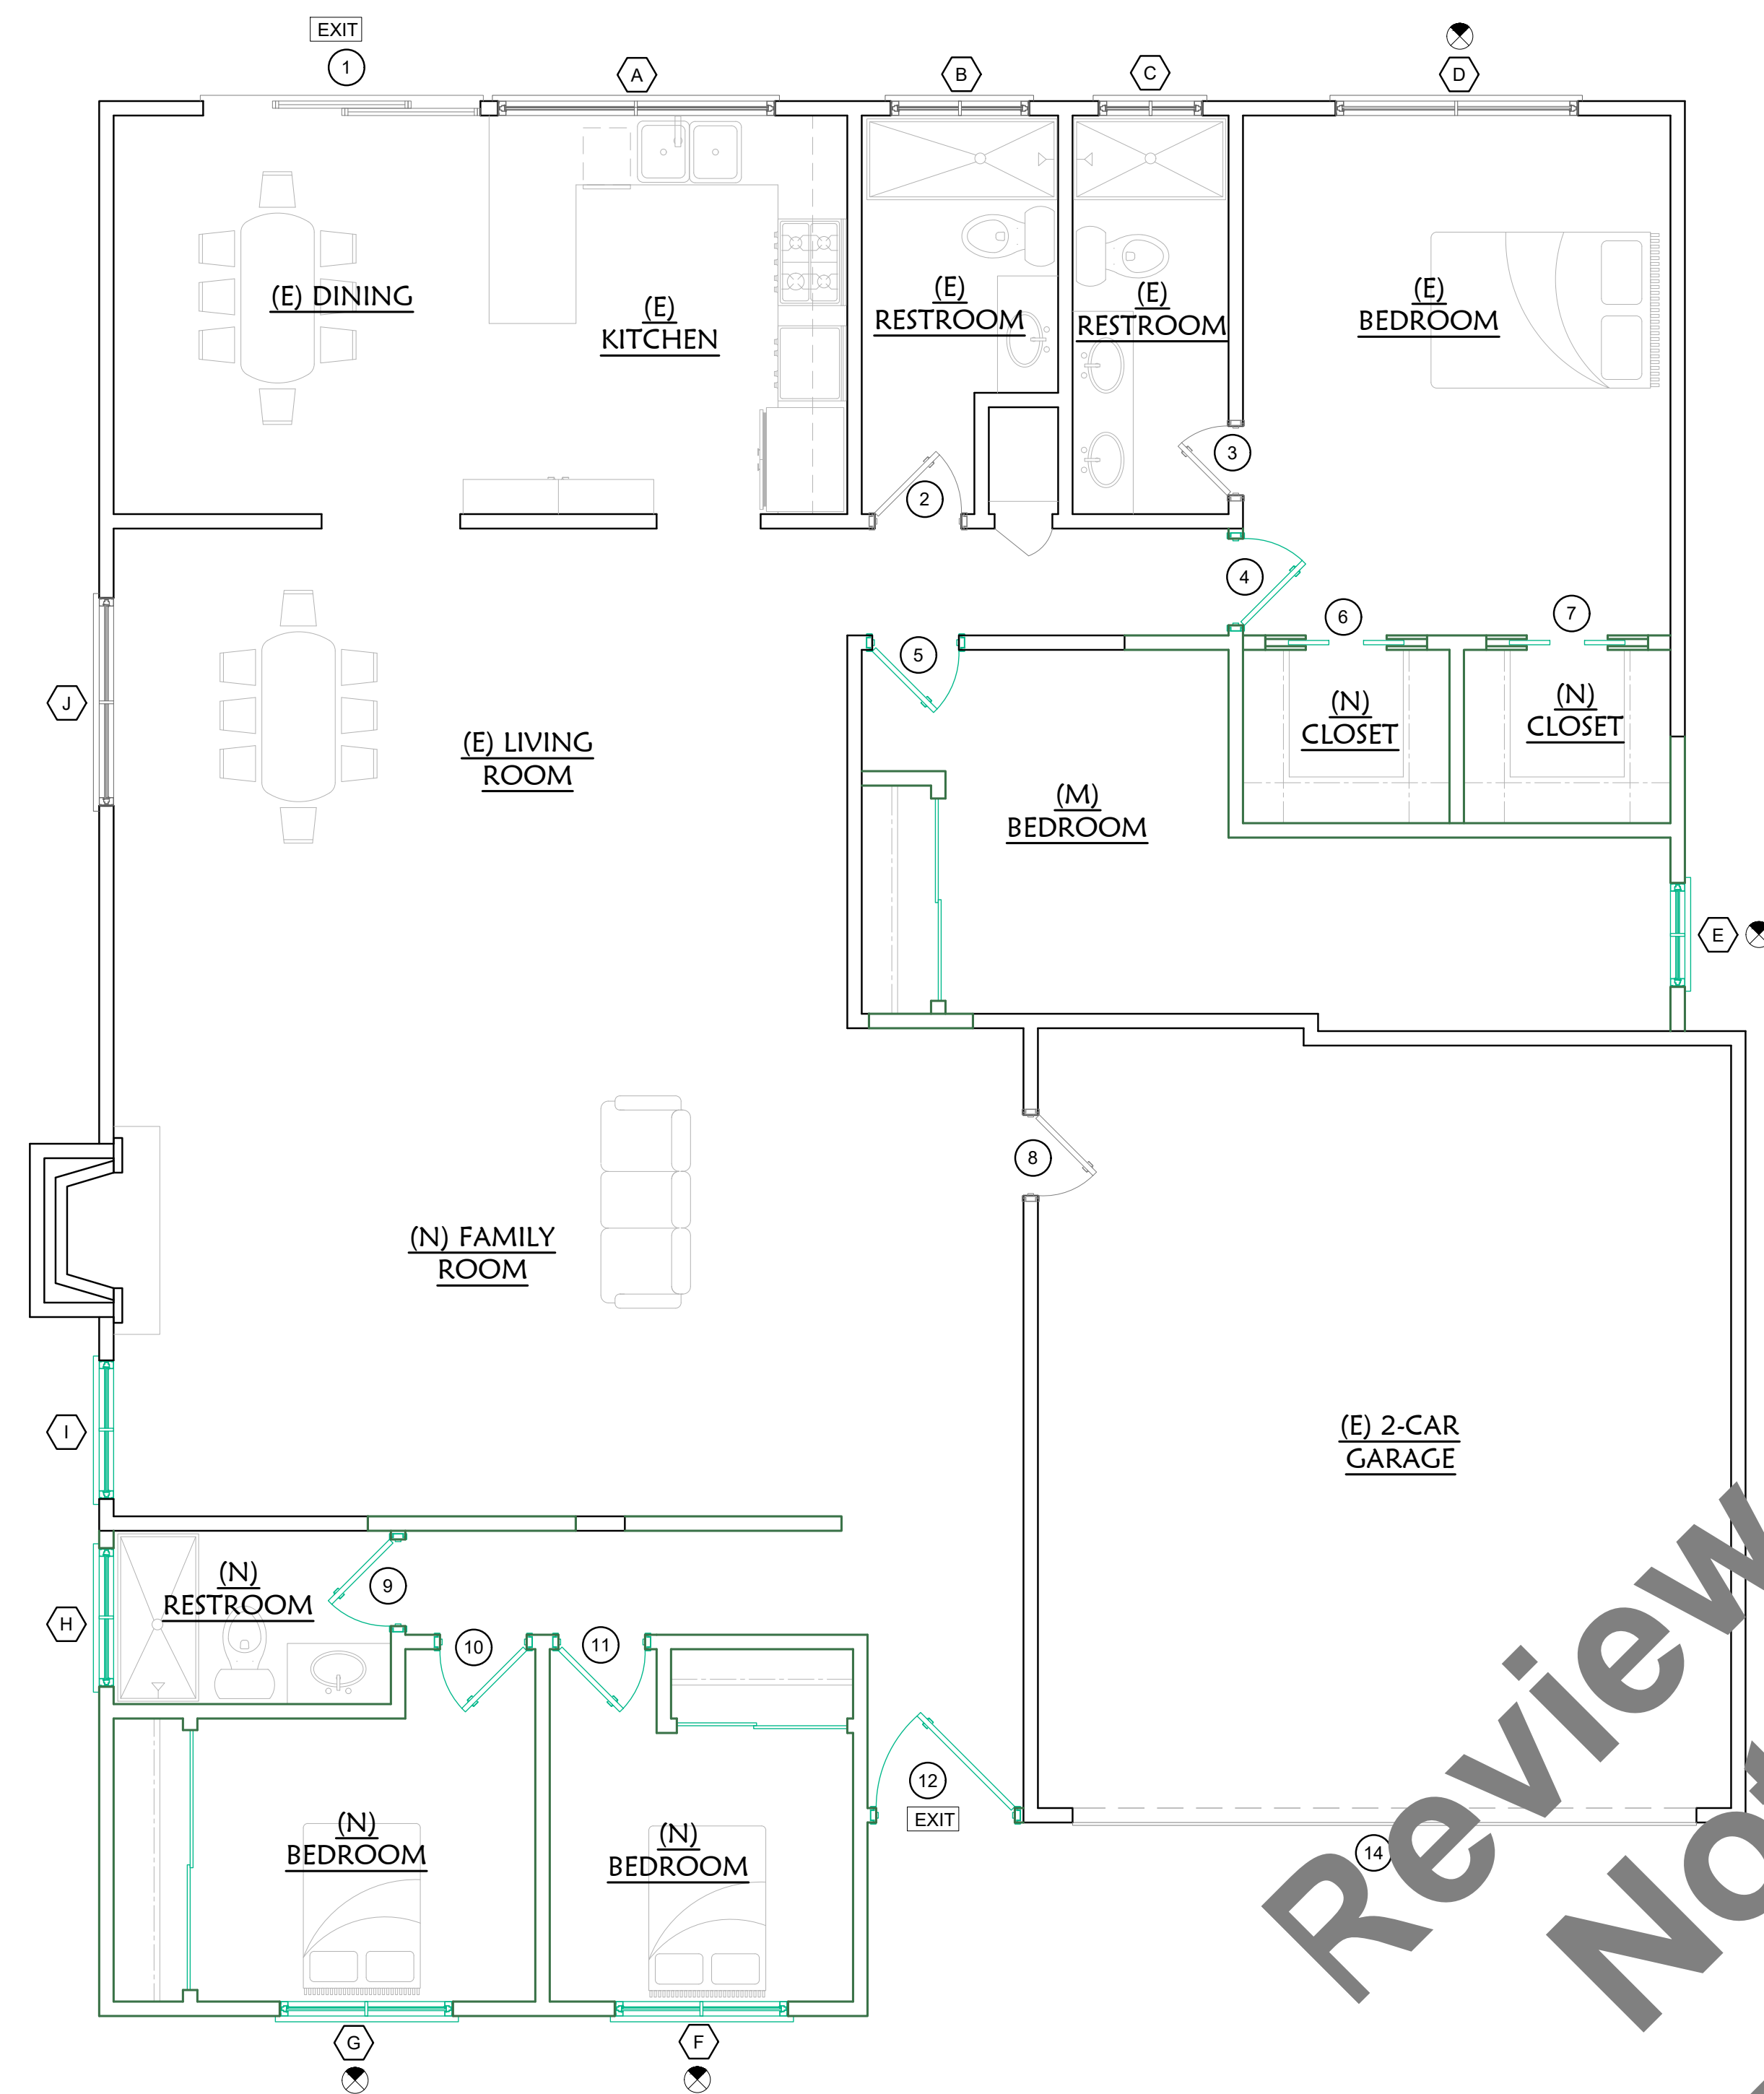 EXIT
1
A
B
C
D
(E) DINING
(E)
KITCHEN
(E)
RESTROOM
(E)
RESTROOM
(E)
BEDROOM
2
3
4
5
6
7
J
(E) LIVING
ROOM
(N)
CLOSET
(N)
CLOSET
(M)
BEDROOM
E
8
(N) FAMILY
ROOM
I
(E) 2-CAR
GARAGE
H
(N)
RESTROOM
9
10
11
12
EXIT
(N)
BEDROOM
(N)
BEDROOM
14
G
F
Review